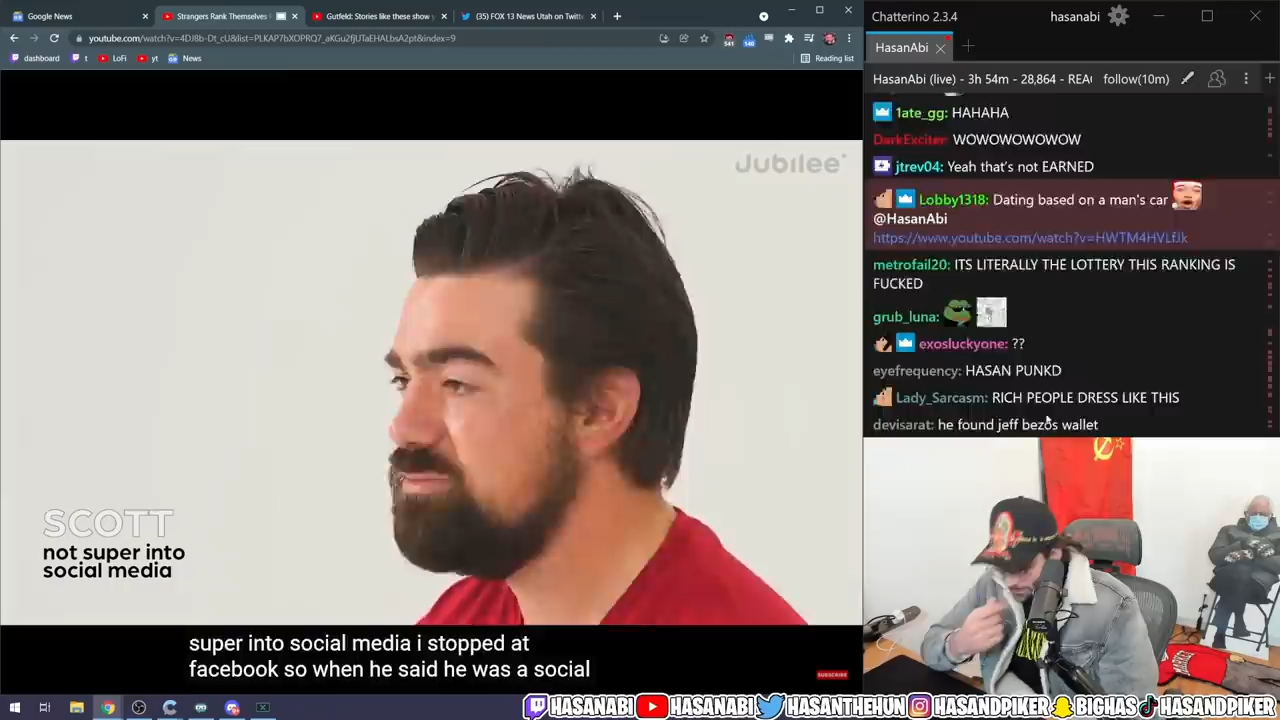 Google News
Strangers Rank Themselves
Gutfeld: Stories like these show
(35) FOX 13 News Utah on Twitt
youtube.com/watch?v=4DJ8b-Dt_cU&list=PLKAP7bXOPRQ7_aKGu2fjUTaEHALbsA2pt&index=9
541
140
dashboard
t
LoFi
yt
News
Reading list
Jubilee
SCOTT
not super into
social media
super into social media i stopped at
facebook so when he said he was a social
SUBSCRIBE
Chatterino 2.3.4
hasanabi
HasanAbi
HasanAbi (live) - 3h 54m - 28,864 - REA
follow(10m)
1ate_gg: HAHAHA
DarkExciter: WOWOWOWOWOW
jtrev04: Yeah that's not EARNED
Lobby1318: Dating based on a man's car
@HasanAbi
https://www.youtube.com/watch?v=HWTM4HVLfJk
metrofail20: ITS LITERALLY THE LOTTERY THIS RANKING IS
FUCKED
grub_luna:
exosluckyone: ??
eyefrequency: HASAN PUNKD
Lady_Sarcasm: RICH PEOPLE DRESS LIKE THIS
devisarat: he found jeff bezos wallet
HASANABI HASANABI HASANTHEHUN HASANDPIKER BIGHAS HASANDPIKER